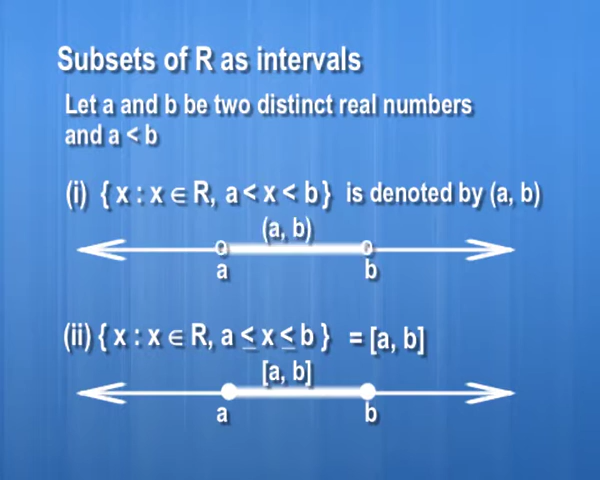 Subsets of R as intervals
Let a and b be two distinct real numbers
and a < b
(i) { x : x ∈ R, a < x < b } is denoted by (a, b)
(a, b)
a b
(ii) { x : x ∈ R, a ≤ x ≤ b } = [a, b]
[a, b]
a b